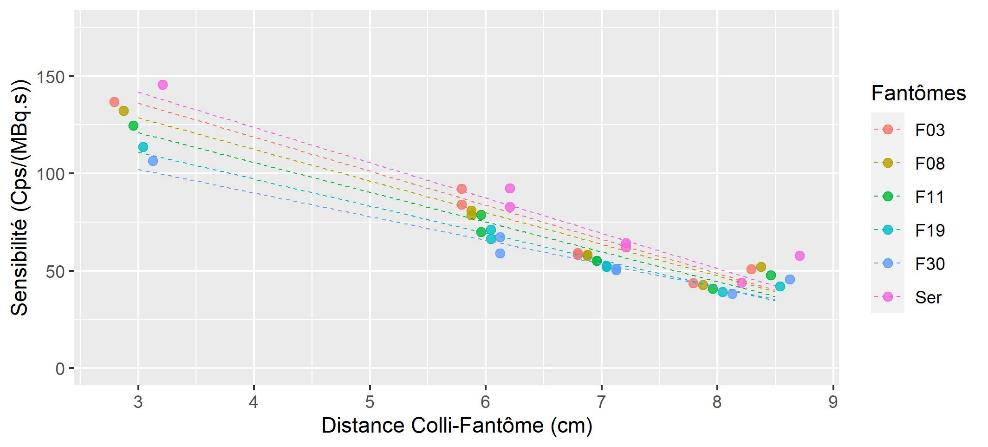 Sensibilité (Cps/(MBq.s))
150
100
50
0
3 4 5 6 7 8 9
Distance Colli-Fantôme (cm)
Fantômes
F03
F08
F11
F19
F30
Ser